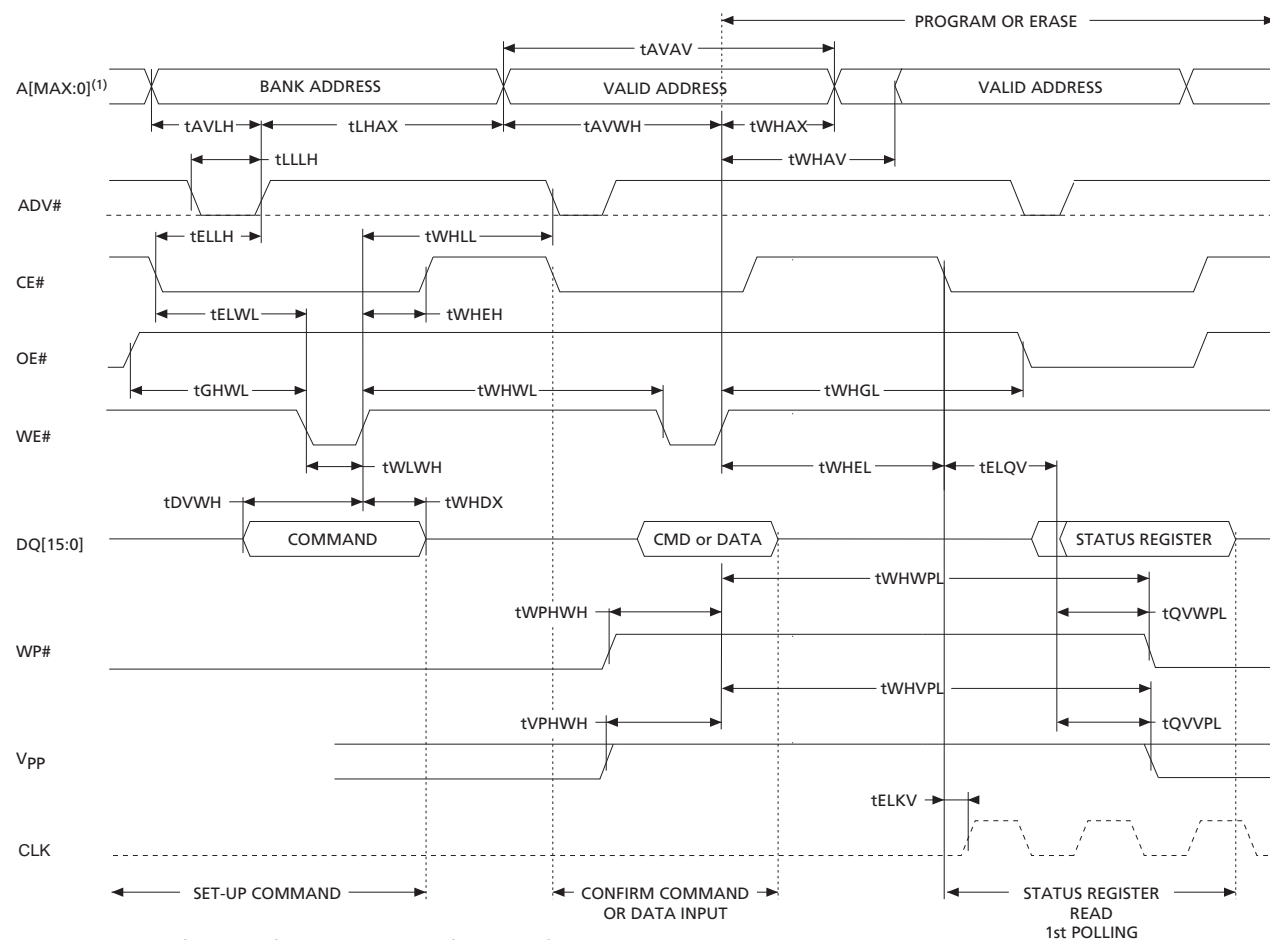 PROGRAM OR ERASE
tAVAV
A[MAX:0](1)
BANK ADDRESS
VALID ADDRESS
VALID ADDRESS
tAVLH
tLHAX
tAVWH
tWHAX
tLLLH
tWHAV
ADV#
tELLH
tWHLL
CE#
tELWL
tWHEH
OE#
tGHWL
tWHWL
tWHGL
WE#
tWLWH
tWHEL
tELQV
tDVWH
tWHDX
DQ[15:0]
COMMAND
CMD or DATA
STATUS REGISTER
tWHWPL
tWPHWH
tQVWPL
WP#
tWHVPL
tVPHWH
tQVVPL
VPP
tELKV
CLK
SET-UP COMMAND
CONFIRM COMMAND
OR DATA INPUT
STATUS REGISTER
READ
1st POLLING